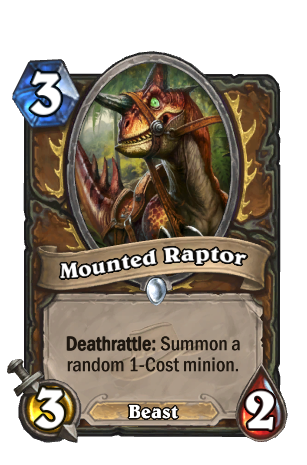 3
Mounted Raptor
Deathrattle: Summon a
random 1-Cost minion.
3
Beast
2